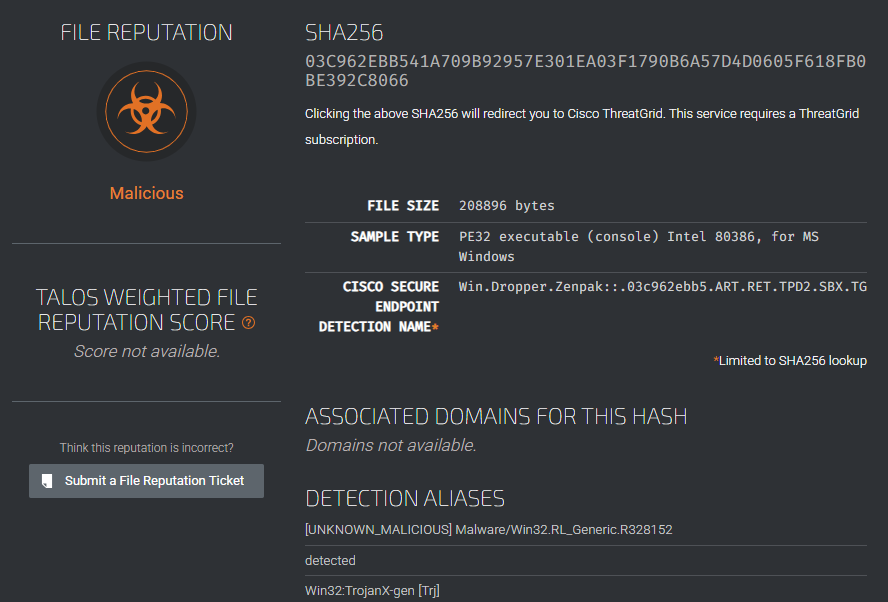 FILE REPUTATION
Malicious
TALOS WEIGHTED FILE
REPUTATION SCORE ?
Score not available.
Think this reputation is incorrect?
Submit a File Reputation Ticket
SHA256
03C962EBB541A709B92957E301EA03F1790B6A57D4D0605F618FB0
BE392C8066
Clicking the above SHA256 will redirect you to Cisco ThreatGrid. This service requires a ThreatGrid
subscription.
FILE SIZE 208896 bytes
SAMPLE TYPE PE32 executable (console) Intel 80386, for MS
Windows
CISCO SECURE Win.Dropper.Zenpak::.03c962ebb5.ART.RET.TPD2.SBX.TG
ENDPOINT
DETECTION NAME*
*Limited to SHA256 lookup
ASSOCIATED DOMAINS FOR THIS HASH
Domains not available.
DETECTION ALIASES
[UNKNOWN_MALICIOUS] Malware/Win32.RL_Generic.R328152
detected
Win32:TrojanX-gen [Trj]